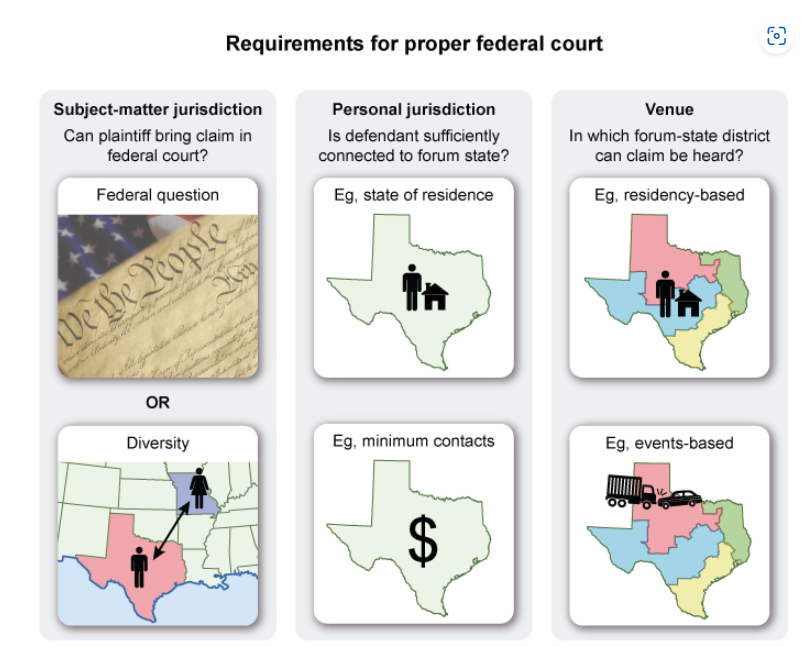 Requirements for proper federal court
Subject-matter jurisdiction
Can plaintiff bring claim in
federal court?
Federal question
We the People
OR
Diversity
Personal jurisdiction
Is defendant sufficiently
connected to forum state?
Eg, state of residence
Eg, minimum contacts
$
Venue
In which forum-state district
can claim be heard?
Eg, residency-based
Eg, events-based